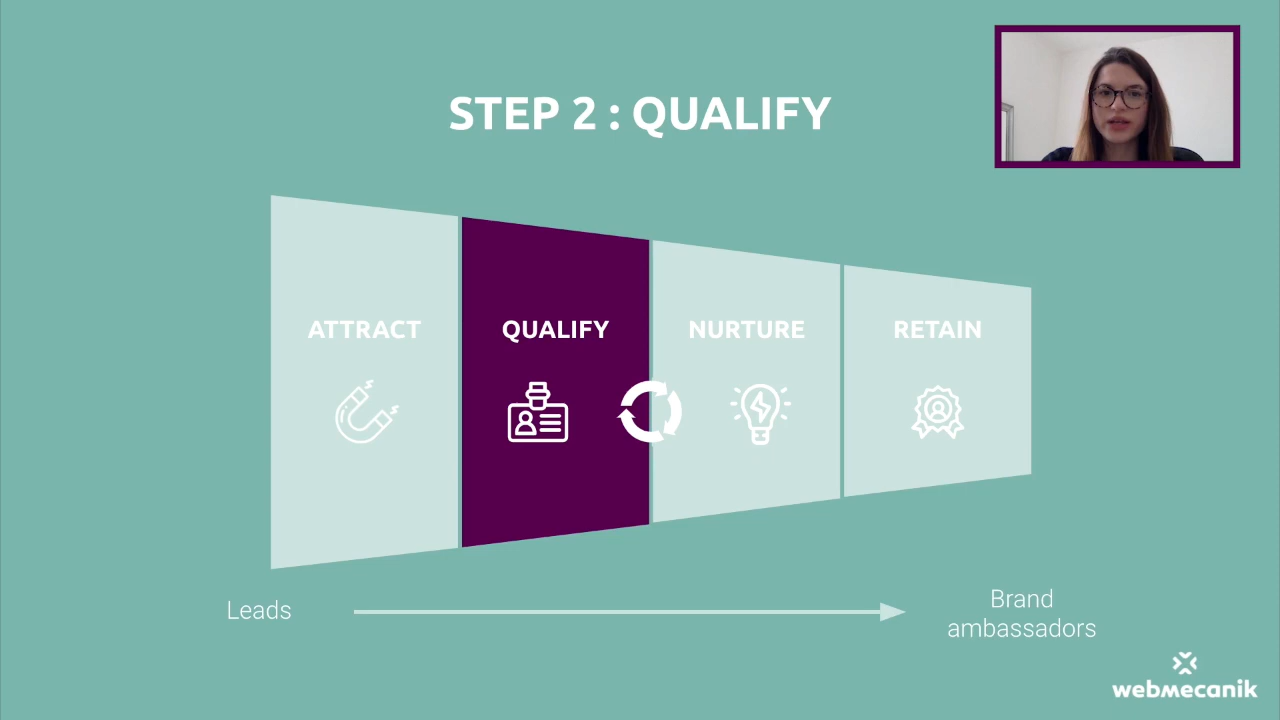 STEP 2 : QUALIFY
ATTRACT
QUALIFY
NURTURE
RETAIN
Leads
Brand
ambassadors
webmecanik